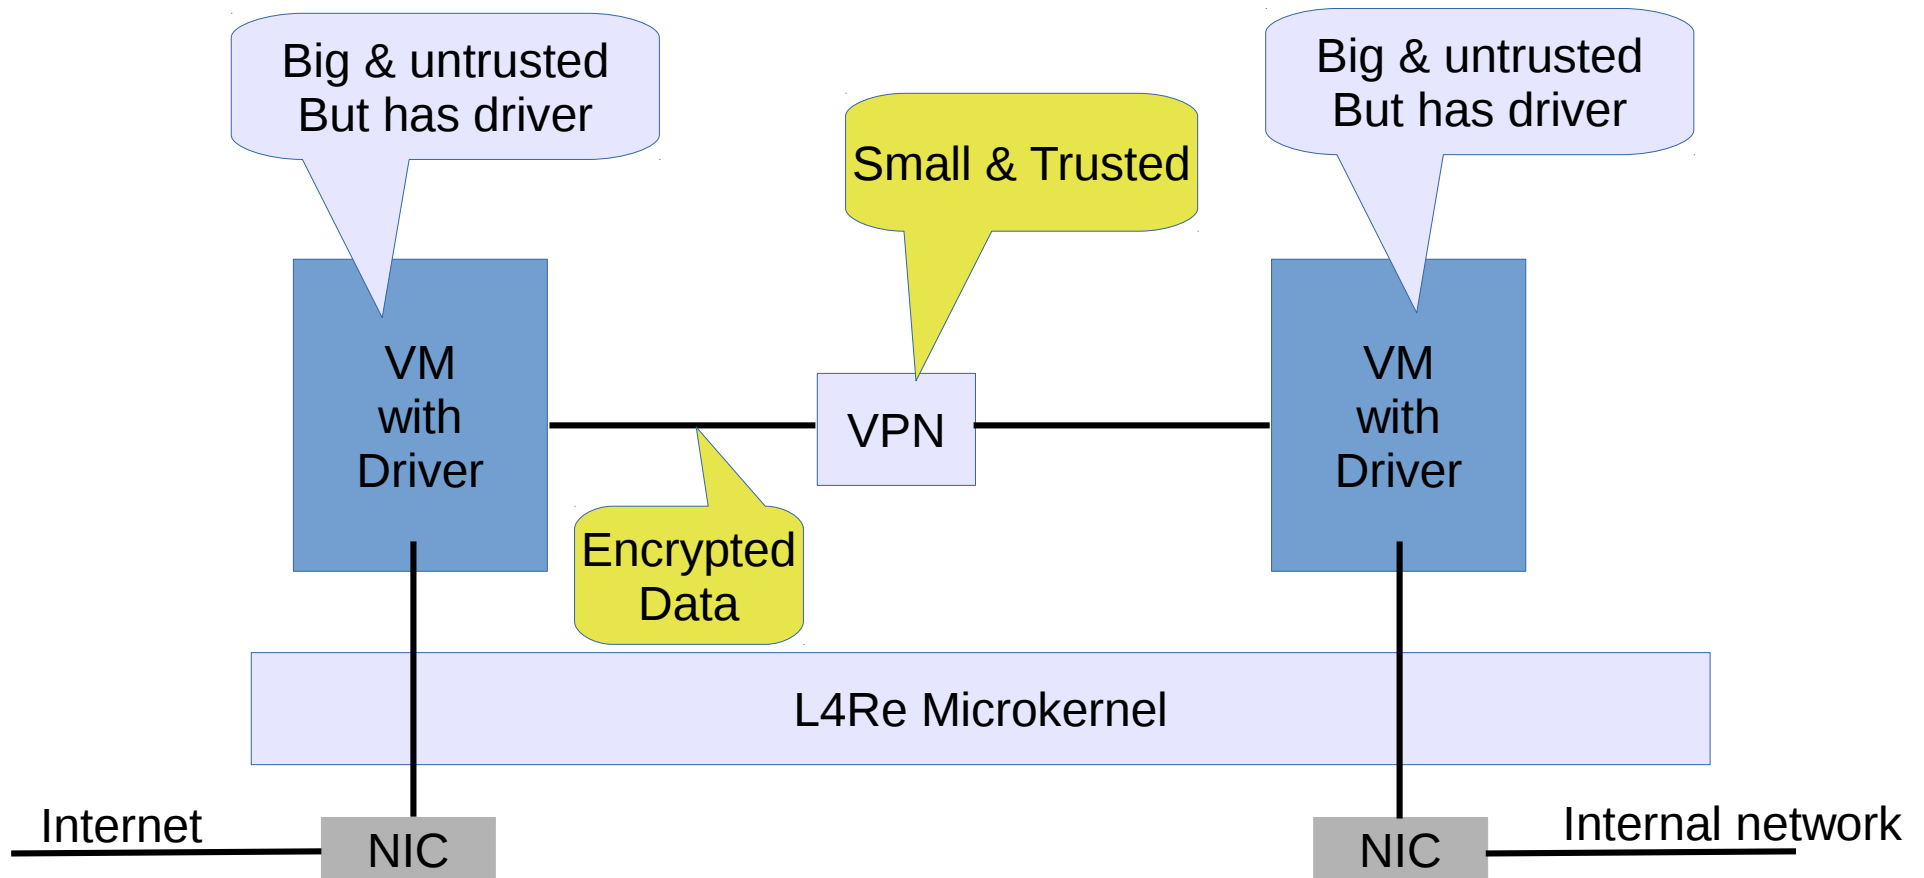 Big & untrusted
But has driver
Big & untrusted
But has driver
Small & Trusted
VM
with
Driver
VPN
VM
with
Driver
Encrypted
Data
L4Re Microkernel
Internet
NIC
NIC
Internal network